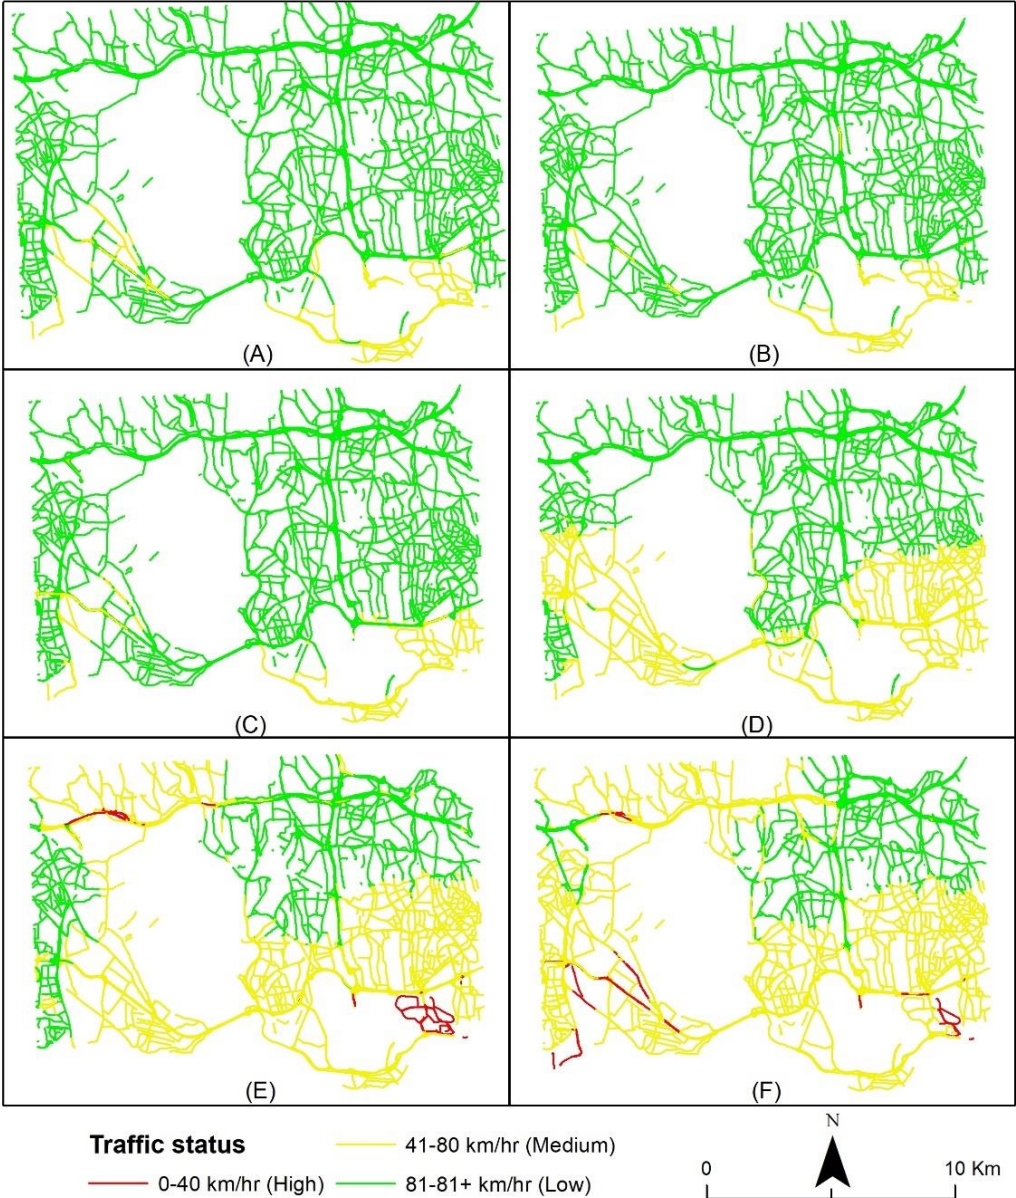 (A)
(B)
(C)
(D)
(E)
(F)
Traffic status
41-80 km/hr (Medium)
0-40 km/hr (High)
81-81+ km/hr (Low)
N
0
10 Km